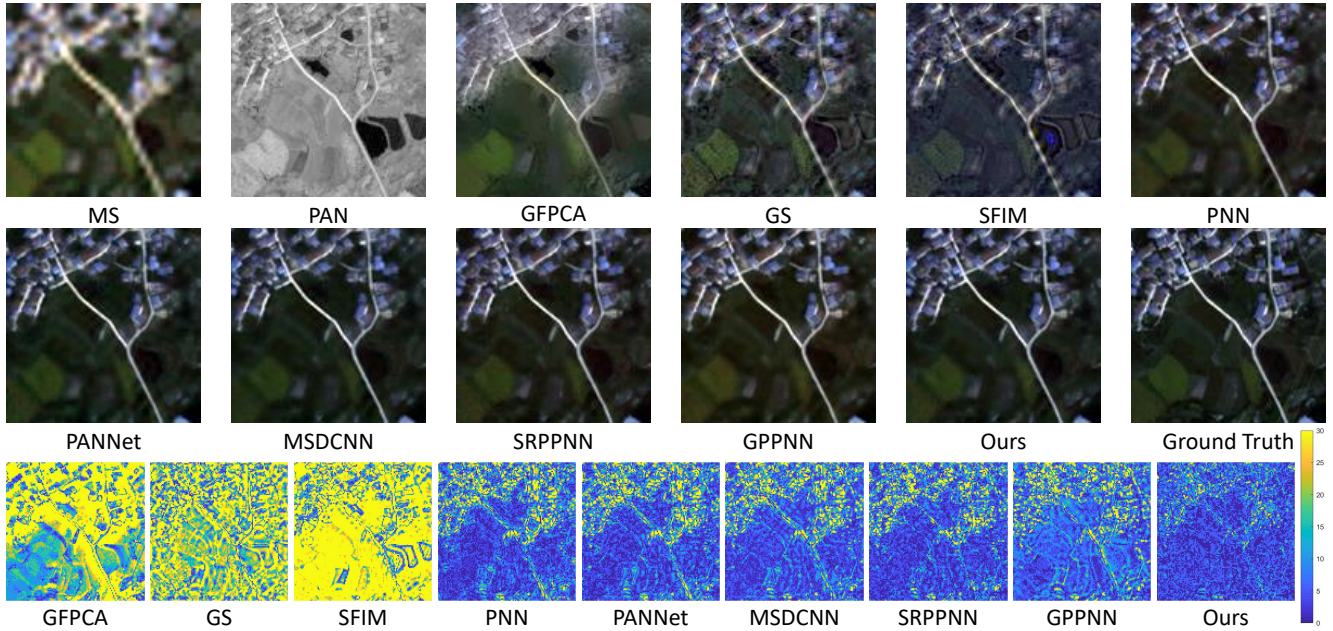 MS PAN GFPCA GS SFIM PNN
PANNet MSDCNN SRPPNN GPPNN Ours Ground Truth
30
25
20
15
10
5
0
GFPCA GS SFIM PNN PANNet MSDCNN SRPPNN GPPNN Ours